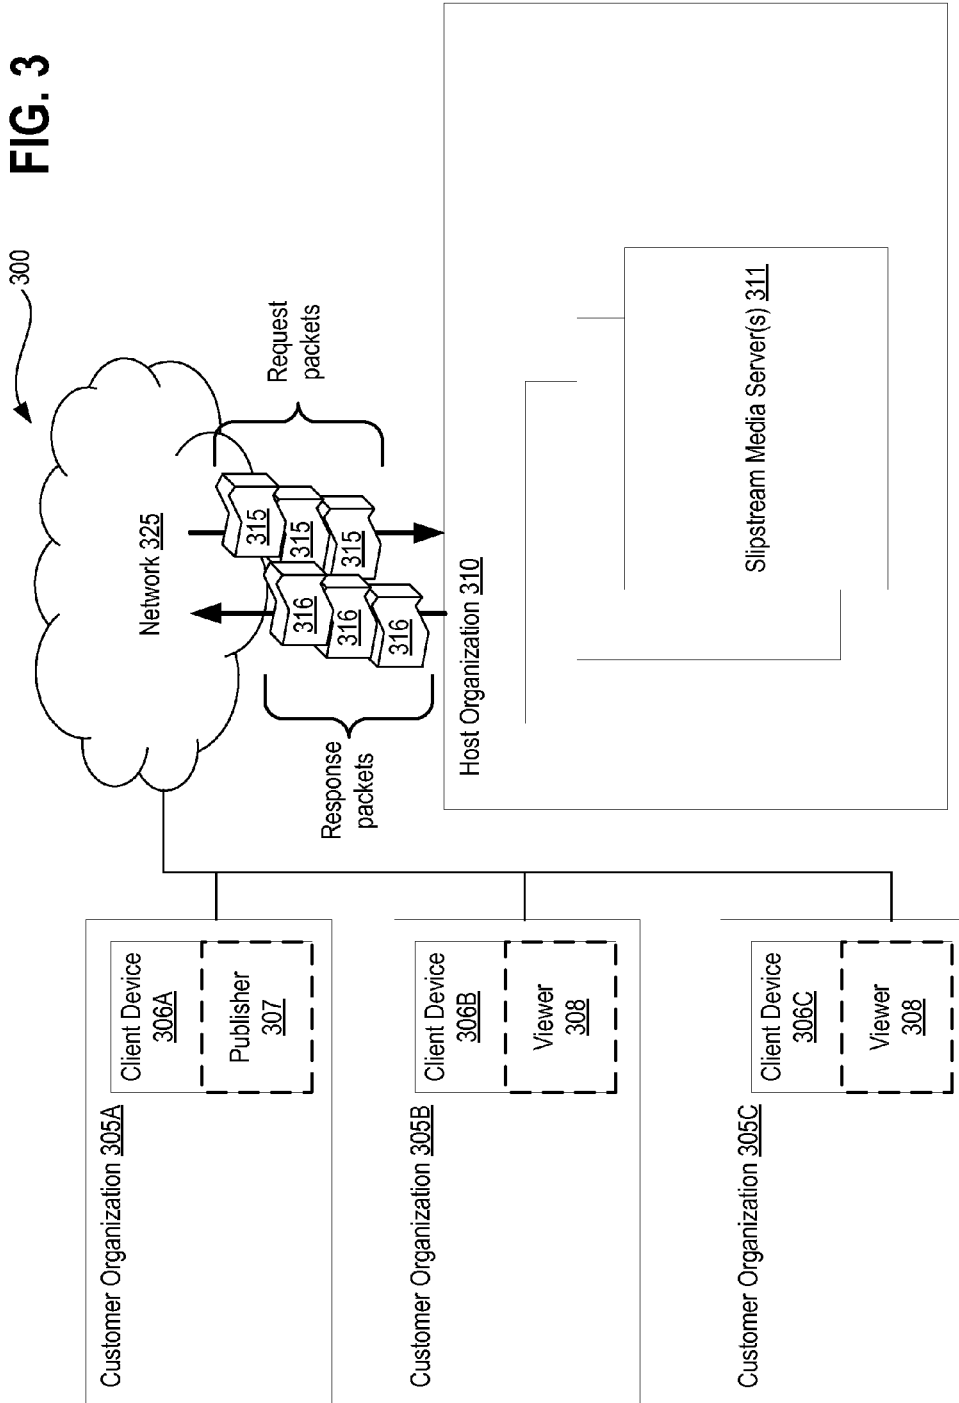 FIG. 3
300
Customer Organization 305A
Client Device
306A
Publisher
307
Customer Organization 305B
Client Device
306B
Viewer
308
Customer Organization 305C
Client Device
306C
Viewer
308
Network 325
Response
packets
316
316
316
315
315
315
Request
packets
Host Organization 310
Slipstream Media Server(s) 311